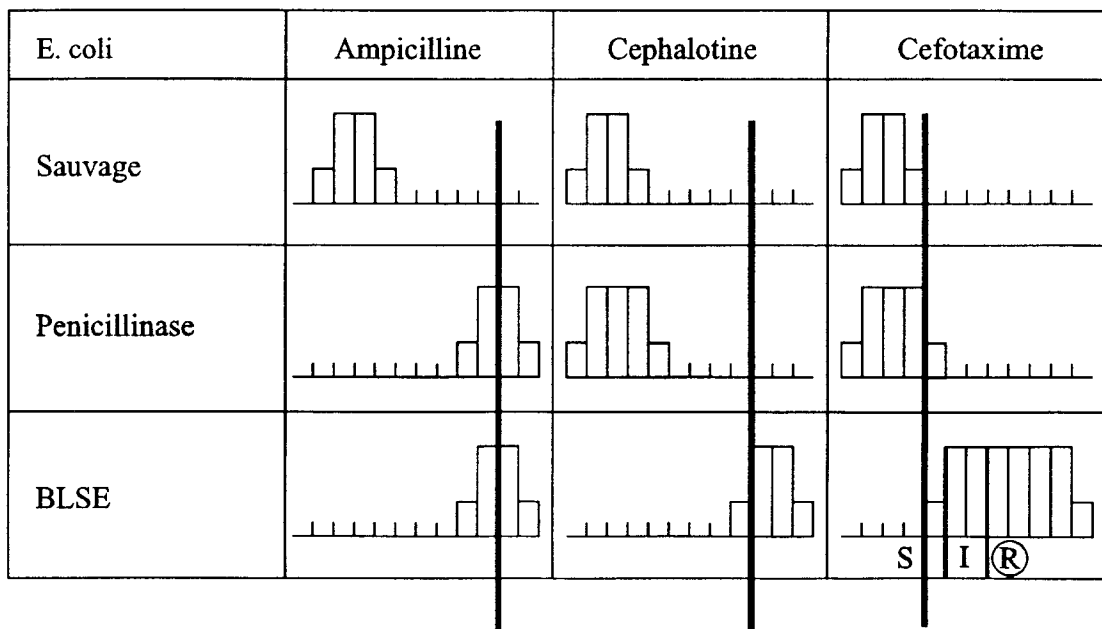 E. coli Ampicilline Cephalotine Cefotaxime
Sauvage
Penicillinase
BLSE
S I R